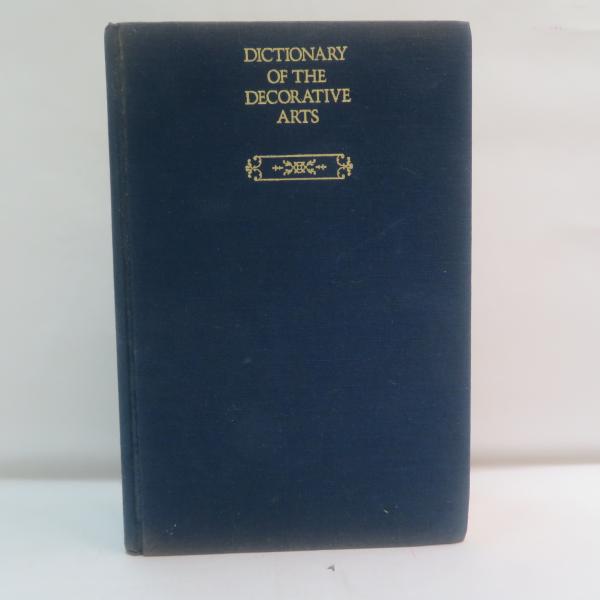 DICTIONARY
OF THE
DECORATIVE
ARTS